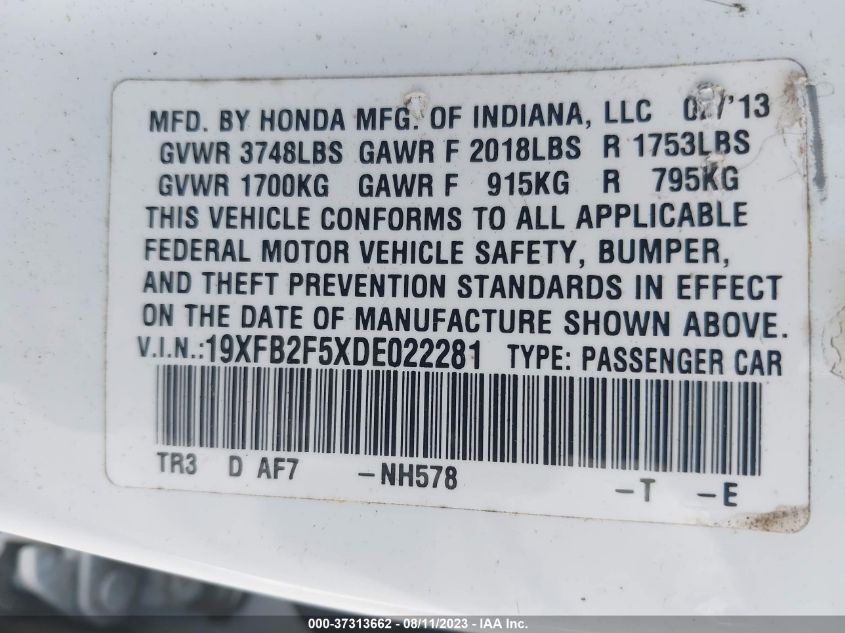 MFD. BY HONDA MFG. OF INDIANA, LLC /'13
GVWR 3748LBS GAWR F 2018LBS R 1753LBS
GVWR 1700KG GAWR F 915KG R 795KG
THIS VEHICLE CONFORMS TO ALL APPLICABLE
FEDERAL MOTOR VEHICLE SAFETY, BUMPER,
AND THEFT PREVENTION STANDARDS IN EFFECT
ON THE DATE OF MANUFACTURE SHOWN ABOVE.
V.I.N.:19XFB2F5XDE022281 TYPE: PASSENGER CAR
TR3 D AF7 -NH578 -T -E
000-37313662 - 08/11/2023 - IAA Inc.